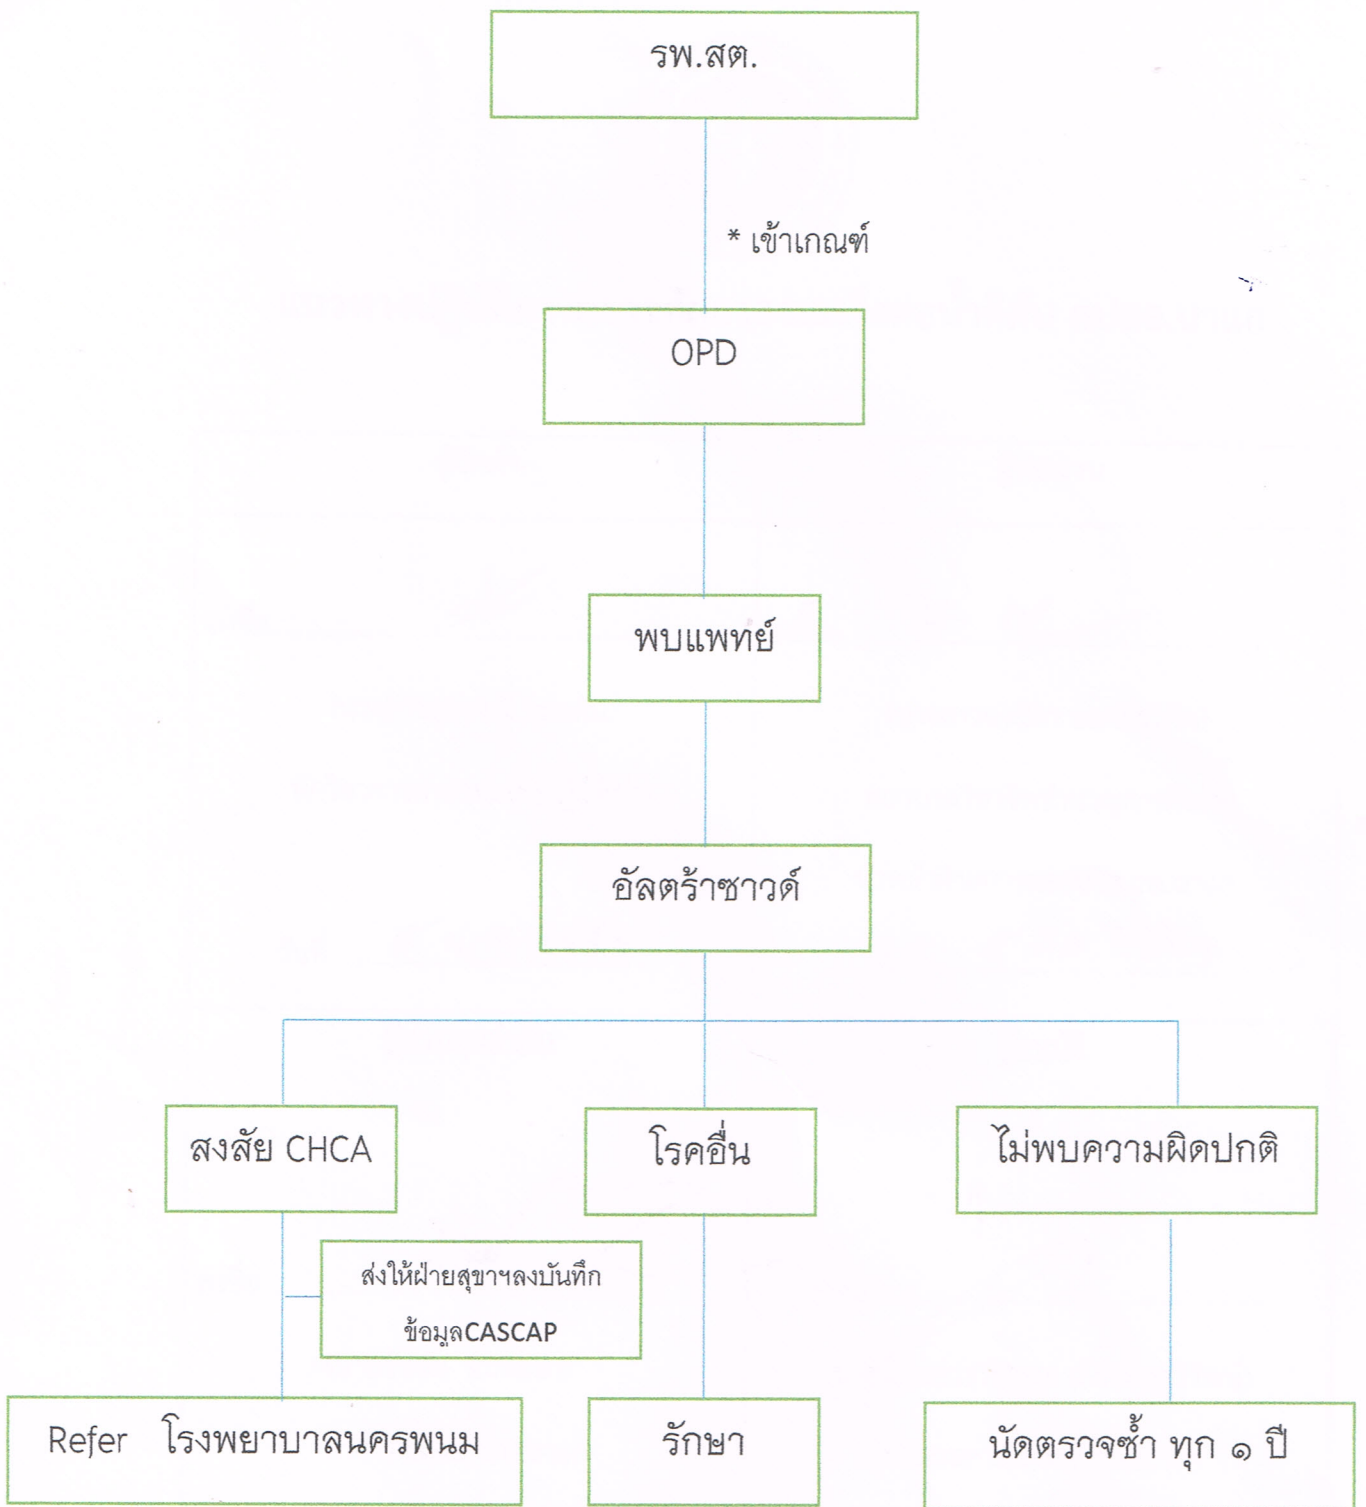 รพ.สต.
* เข้าเกณฑ์
OPD
พบแพทย์
อัลตร้าซาวด์
สงสัย CHCA
โรคอื่น
ไม่พบความผิดปกติ
ส่งให้ฝ่ายสุขาฯลงบันทึก
ข้อมูลCASCAP
Refer โรงพยาบาลนครพนม
รักษา
นัดตรวจซ้ำ ทุก ๑ ปี